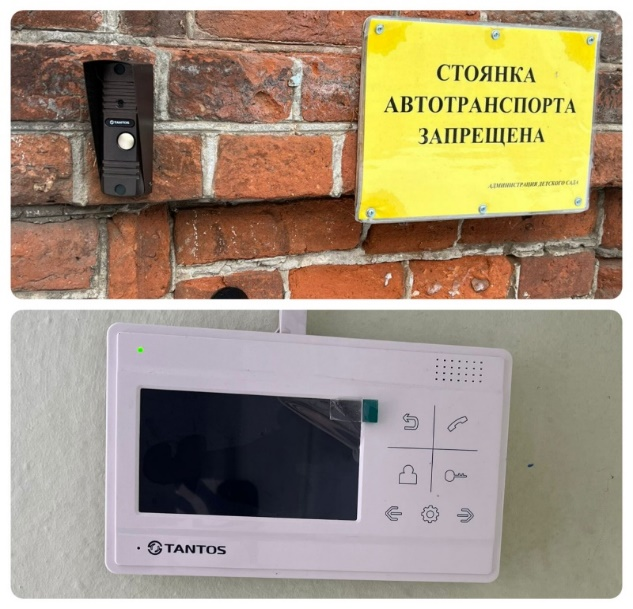 TANTOS
СТОЯНКА
АВТОТРАНСПОРТА
ЗАПРЕЩЕНА
АДМИНИСТРАЦИЯ ДЕТСКОГО САДА
TANTOS